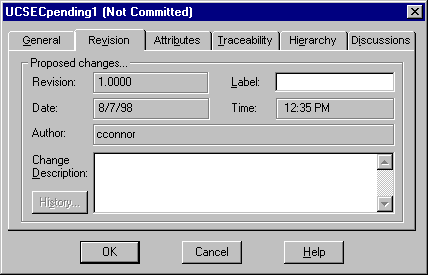 UCSECpending1 (Not Committed)
General Revision Attributes Traceability Hierarchy Discussions
Proposed changes...
Revision: 1.0000 Label:
Date: 8/7/98 Time: 12:35 PM
Author: cconnor
Change
Description:
History...
OK Cancel Help